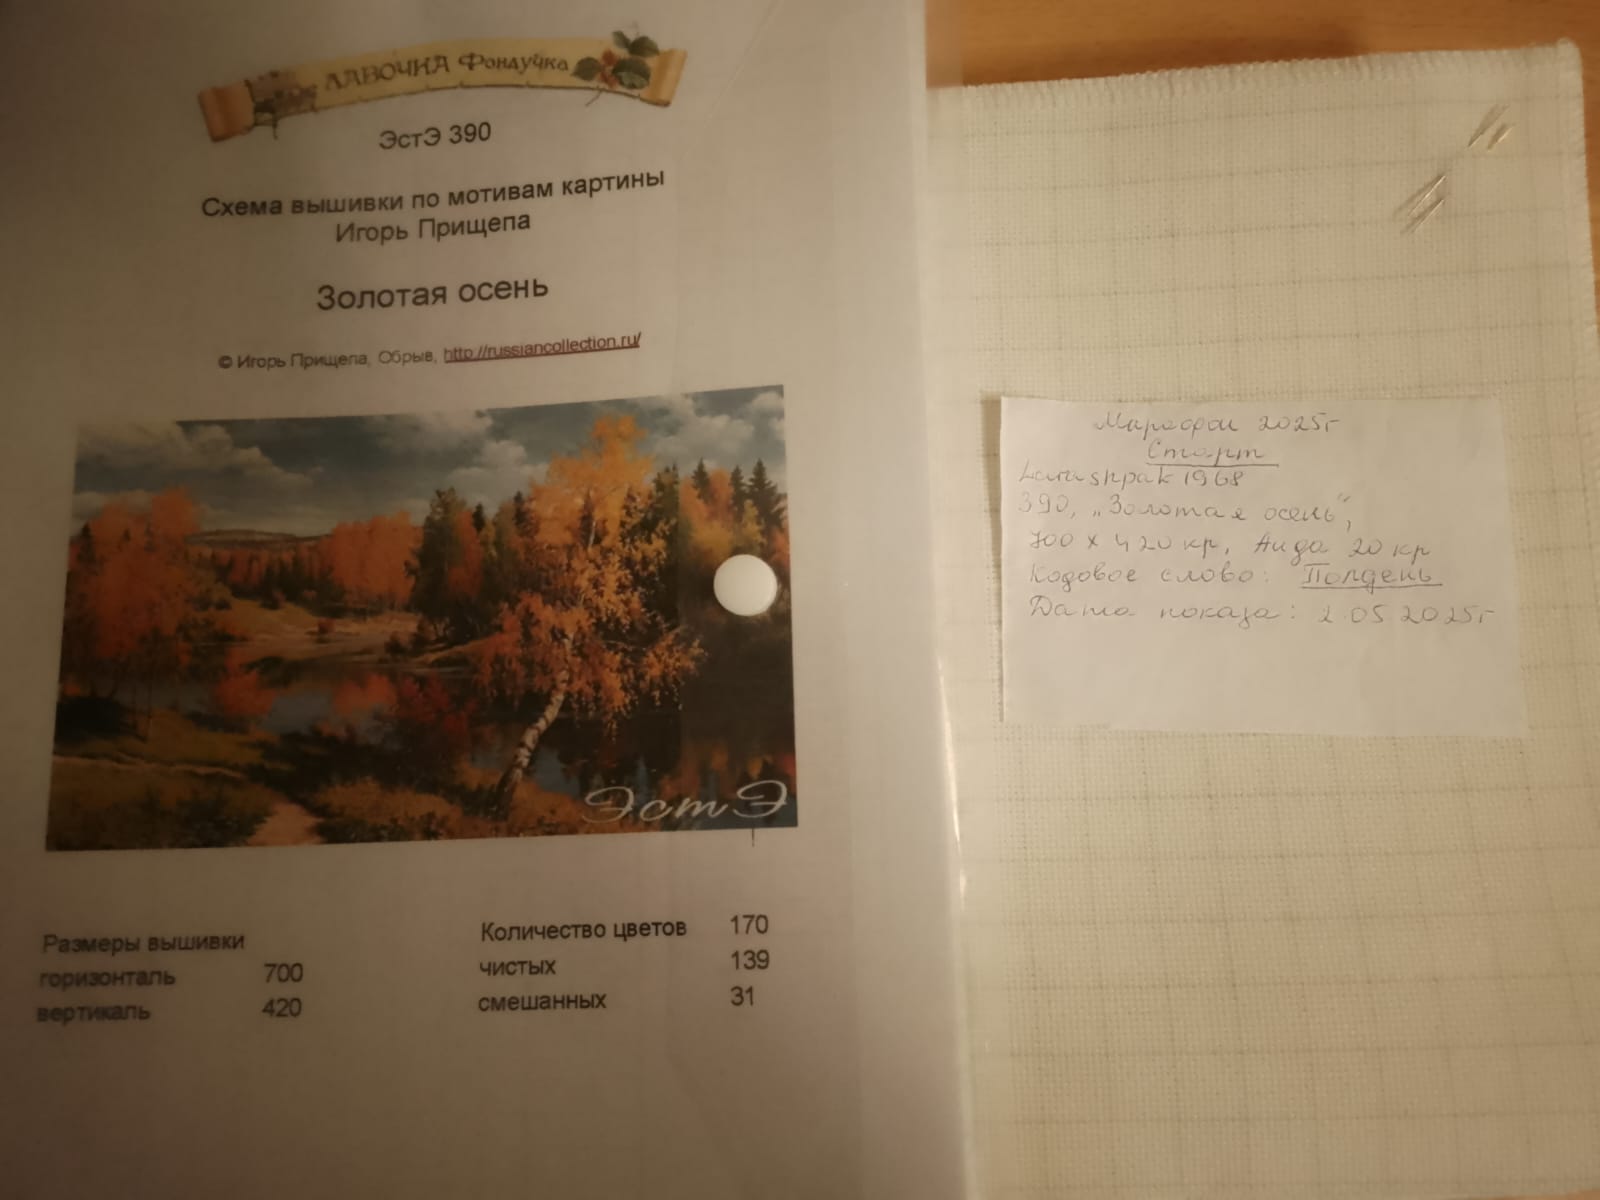 ЛАВОЧКА Фондучка
ЭстЭ 390
Схема вышивки по мотивам картины
Игорь Прищепа
Золотая осень
© Игорь Прищепа, Обрыв, http://russiancollection.ru/
ЭстЭ
Размеры вышивки
горизонталь 700
вертикаль 420
Количество цветов 170
чистых 139
смешанных 31
Марафон 2025г
Старт
Larashpak 1968
390, „Золотая осень",
700 х 420 кр, Аида 20 кр
Кодовое слово: Полдень
Дата показа: 2.05 2025г